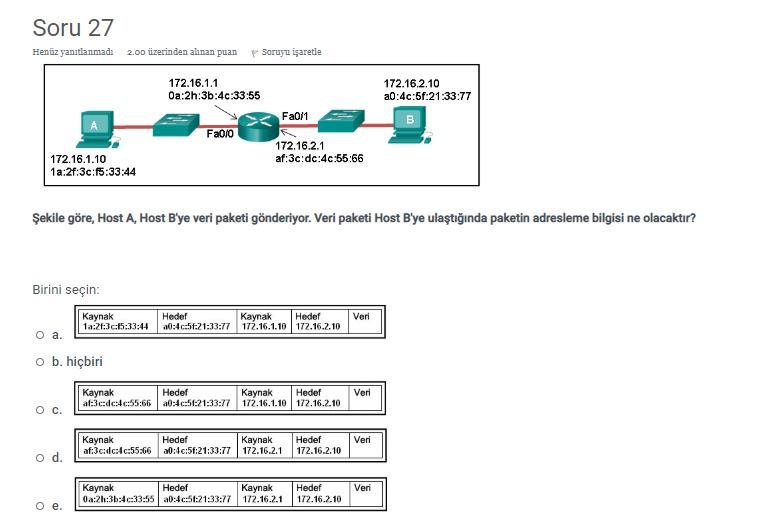 Soru 27
Henüz yanıtlanmadı 2.00 üzerinden alınan puan Soruyu işaretle
172.16.1.1
0a:2h:3b:4c:33:55
172.16.2.10
a0:4c:5f:21:33:77
A
B
Fa0/0
Fa0/1
172.16.1.10
1a:2f:3c:f5:33:44
172.16.2.1
af:3c:dc:4c:55:66
Şekile göre, Host A, Host B'ye veri paketi gönderiyor. Veri paketi Host B'ye ulaştığında paketin adresleme bilgisi ne olacaktır?
Birini seçin:
a.
Kaynak Hedef Kaynak Hedef Veri
1a:2f:3c:f5:33:44 a0:4c:5f:21:33:77 172.16.1.10 172.16.2.10
b. hiçbiri
c.
Kaynak Hedef Kaynak Hedef Veri
af:3c:dc:4c:55:66 a0:4c:5f:21:33:77 172.16.1.10 172.16.2.10
d.
Kaynak Hedef Kaynak Hedef Veri
af:3c:dc:4c:55:66 a0:4c:5f:21:33:77 172.16.2.1 172.16.2.10
e.
Kaynak Hedef Kaynak Hedef Veri
0a:2h:3b:4c:33:55 a0:4c:5f:21:33:77 172.16.2.1 172.16.2.10